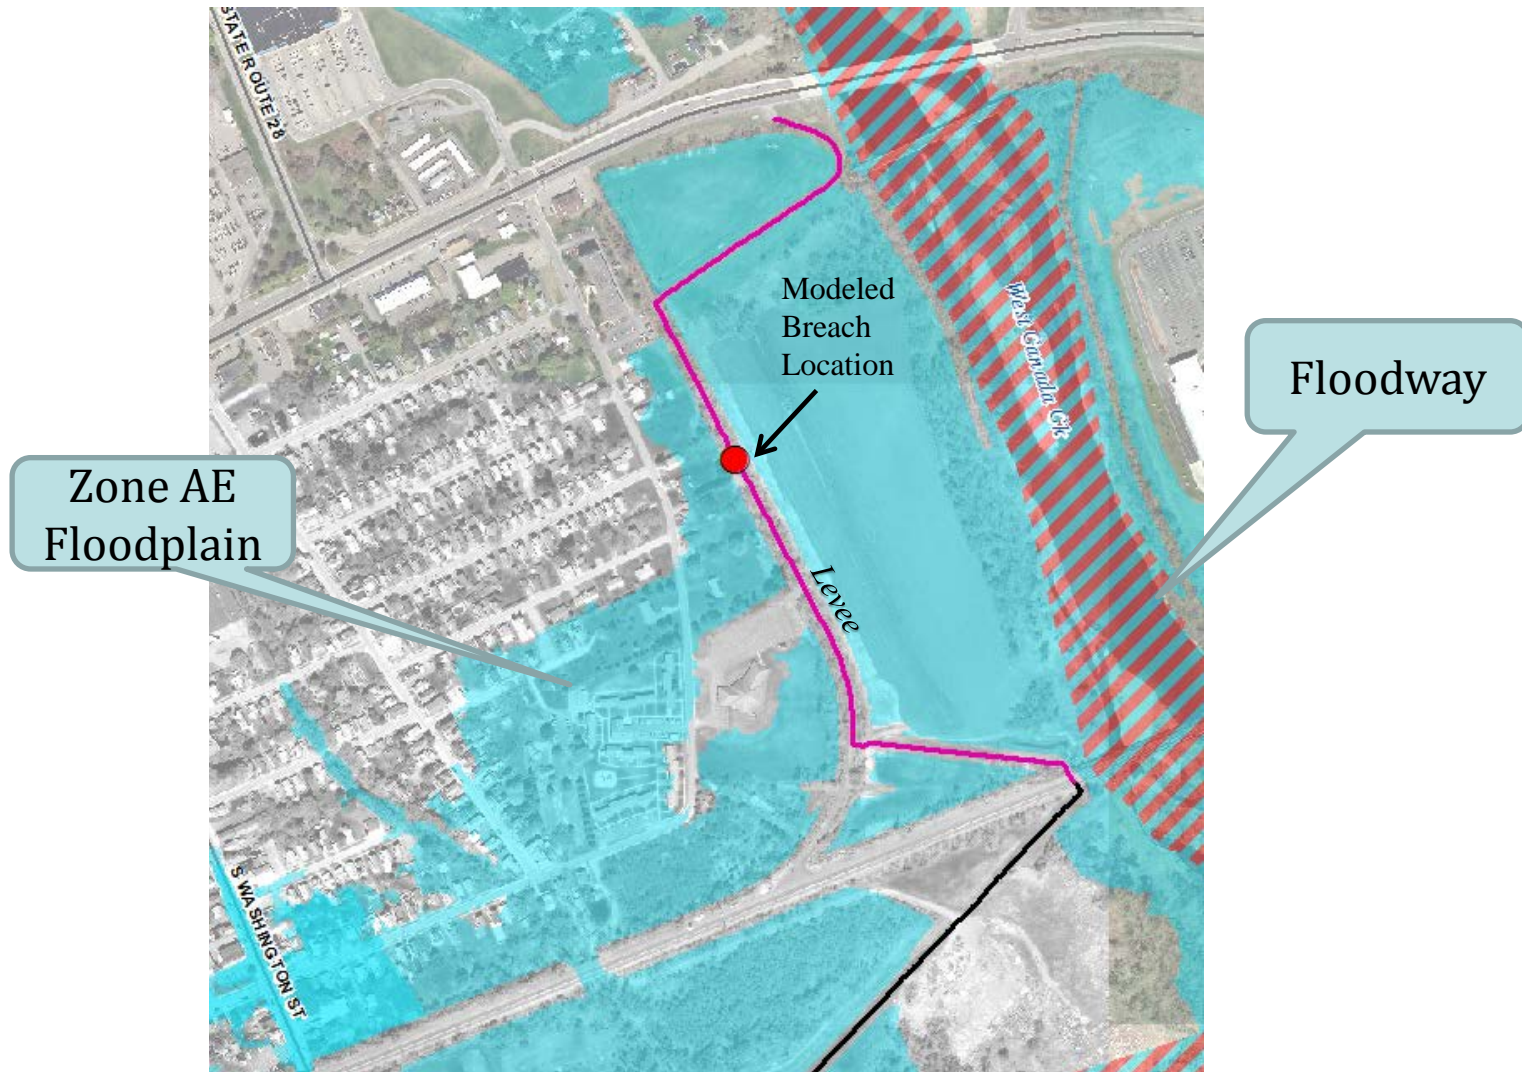 STATE ROUTE 28
Modeled
Breach
Location
West Canada Ck
Floodway
Zone AE
Floodplain
Levee
S WASHINGTON ST